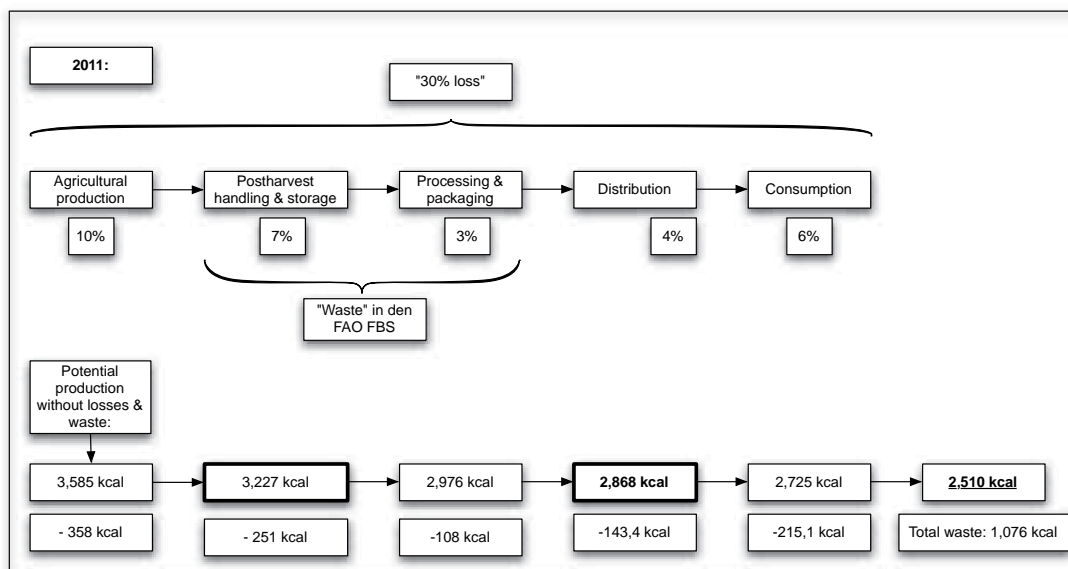 2011:
"30% loss"
Agricultural
production
Postharvest
handling & storage
Processing &
packaging
Distribution
Consumption
10%
7%
3%
4%
6%
"Waste" in den
FAO FBS
Potential
production
without losses &
waste:
3,585 kcal
3,227 kcal
2,976 kcal
2,868 kcal
2,725 kcal
2,510 kcal
- 358 kcal
- 251 kcal
-108 kcal
-143,4 kcal
-215,1 kcal
Total waste: 1,076 kcal